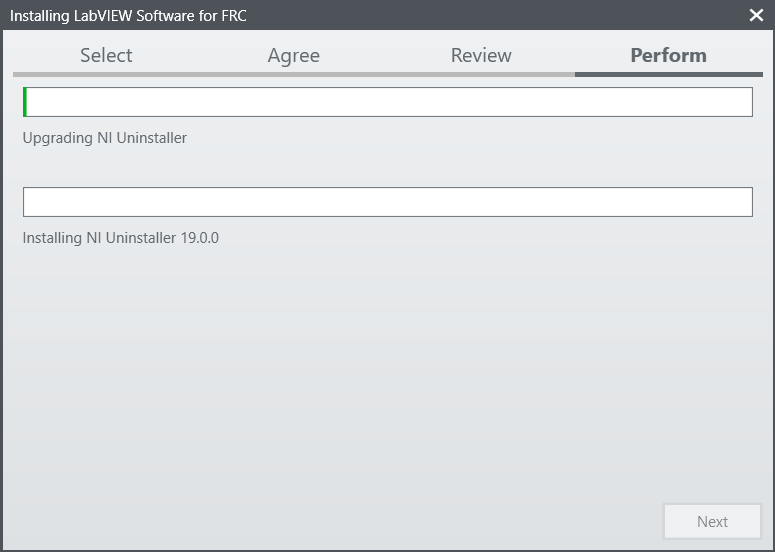 Installing LabVIEW Software for FRC
Select Agree Review Perform
Upgrading NI Uninstaller
Installing NI Uninstaller 19.0.0
Next